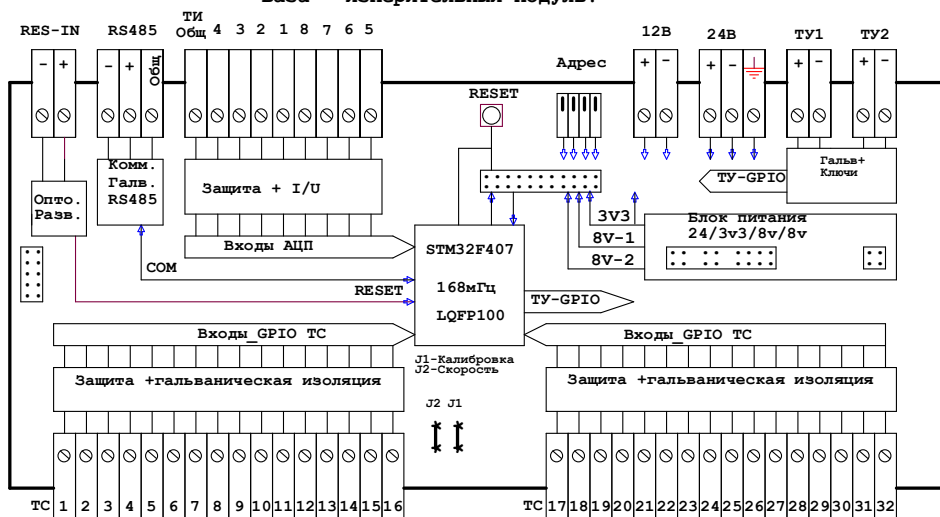 RES-IN RS485 ТИ Общ 4 3 2 1 8 7 6 5 12В 24В ТУ1 ТУ2
- + - + Общ + - + - + - + -
Адрес
RESET
Комм.
Галв.
RS485
Защита + I/U
Гальв+
Ключи
ТУ-GPIO
Опто.
Разв.
3V3
8V-1
8V-2
Блок питания
24/3v3/8v/8v
Входы АЦП
COM
RESET
STM32F407
168мГц
LQFP100
ТУ-GPIO
Входы_GPIO ТС
Входы_GPIO ТС
J1-Калибровка
J2-Скорость
Защита +гальваническая изоляция
Защита +гальваническая изоляция
J2 J1
ТС 1 2 3 4 5 6 7 8 9 10 11 12 13 14 15 16
ТС 17 18 19 20 21 22 23 24 25 26 27 28 29 30 31 32